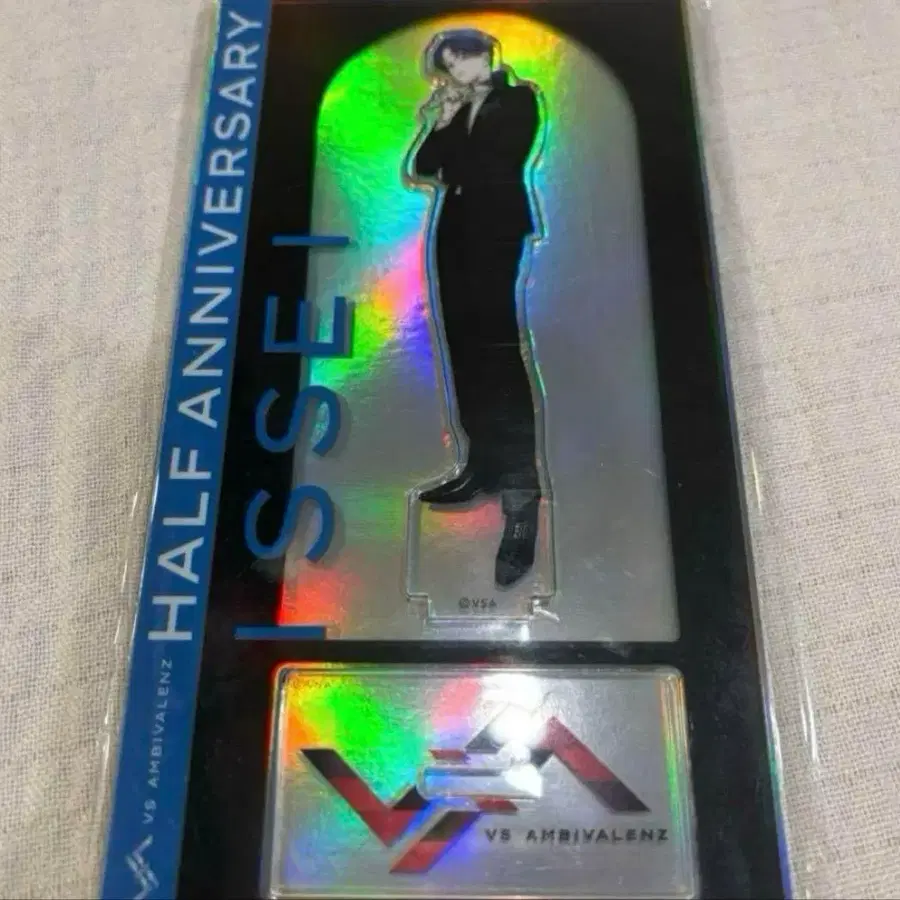 VS AMBIVALENZ HALF ANNIVERSARY
ISSEI
©VSA
VS AMBIVALENZ